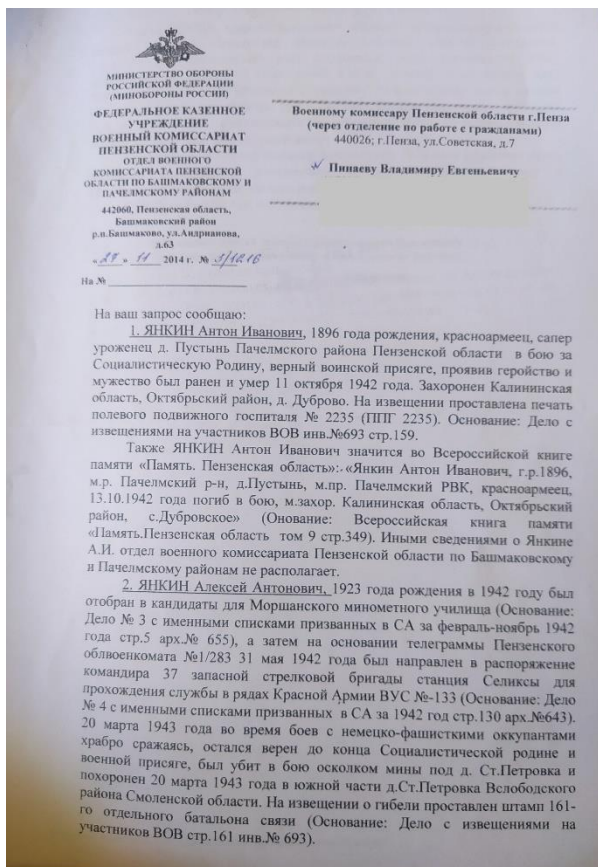 МИНИСТЕРСТВО ОБОРОНЫ
РОССИЙСКОЙ ФЕДЕРАЦИИ
(МИНОБОРОНЫ РОССИИ)
ФЕДЕРАЛЬНОЕ КАЗЕННОЕ
УЧРЕЖДЕНИЕ
ВОЕННЫЙ КОМИССАРИАТ
ПЕНЗЕНСКОЙ ОБЛАСТИ
ОТДЕЛ ВОЕННОГО
КОМИССАРИАТА ПЕНЗЕНСКОЙ
ОБЛАСТИ ПО БАШМАКОВСКОМУ И
ПАЧЕЛМСКОМУ РАЙОНАМ
442060, Пензенская область,
Башмаковский район
р.п.Башмаково, ул.Андрианова,
д.63
«27» 11 2014 г. № 3/1216
На №
Военному комиссару Пензенской области г.Пенза
(через отделение по работе с гражданами)
440026; г.Пенза, ул.Советская, д.7
Пинаеву Владимиру Евгеньевичу
На ваш запрос сообщаю:
1. ЯНКИН Антон Иванович, 1896 года рождения, красноармеец, сапер
уроженец д. Пустынь Пачелмского района Пензенской области в бою за
Социалистическую Родину, верный воинской присяге, проявив геройство и
мужество был ранен и умер 11 октября 1942 года. Захоронен Калининская
область, Октябрьский район, д. Дуброво. На извещении проставлена печать
полевого подвижного госпиталя № 2235 (ППГ 2235). Основание: Дело с
извещениями на участников ВОВ инв.№693 стр.159.
Также ЯНКИН Антон Иванович значится во Всероссийской книге
памяти «Память. Пензенская область»: «Янкин Антон Иванович, г.р.1896,
м.р. Пачелмский р-н, д.Пустынь, м.пр. Пачелмский РВК, красноармеец,
13.10.1942 года погиб в бою, м.захор. Калининская область, Октябрьский
район, с.Дубровское» (Онование: Всероссийская книга памяти
«Память.Пензенская область том 9 стр.349). Иными сведениями о Янкине
А.И. отдел военного комиссариата Пензенской области по Башмаковскому
и Пачелмскому районам не располагает.
2. ЯНКИН Алексей Антонович, 1923 года рождения в 1942 году был
отобран в кандидаты для Моршанского минометного училища (Основание:
Дело № 3 с именными списками призванных в СА за февраль-ноябрь 1942
года стр.5 арх.№ 655), а затем на основании телеграммы Пензенского
облвоенкомата №1/283 31 мая 1942 года был направлен в распоряжение
командира 37 запасной стрелковой бригады станция Селиксы для
прохождения службы в рядах Красной Армии ВУС №-133 (Основание: Дело
№ 4 с именными списками призванных в СА за 1942 год стр.130 арх.№643).
20 марта 1943 года во время боев с немецко-фашисткими оккупантами
храбро сражаясь, остался верен до конца Социалистической родине и
военной присяге, был убит в бою осколком мины под д. Ст.Петровка и
похоронен 20 марта 1943 года в южной части д.Ст.Петровка Вслободского
района Смоленской области. На извещении о гибели проставлен штамп 161-
го отдельного батальона связи (Основание: Дело с извещениями на
участников ВОВ стр.161 инв.№ 693).